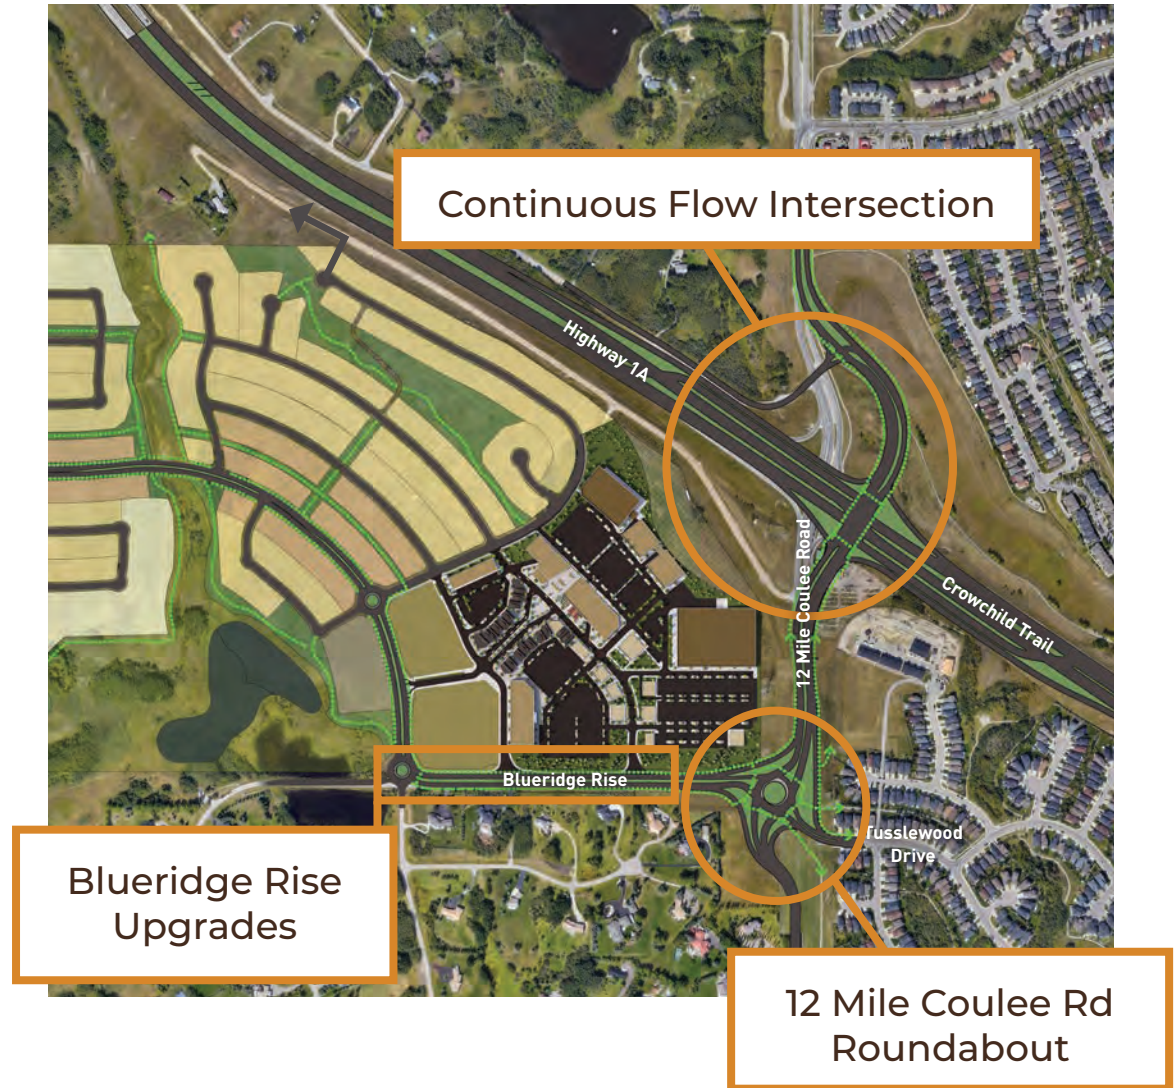 Continuous Flow Intersection
Highway 1A
12 Mile Coulee Road
Crowchild Trail
Blueridge Rise
Tusslewood
Drive
Blueridge Rise
Upgrades
12 Mile Coulee Rd
Roundabout